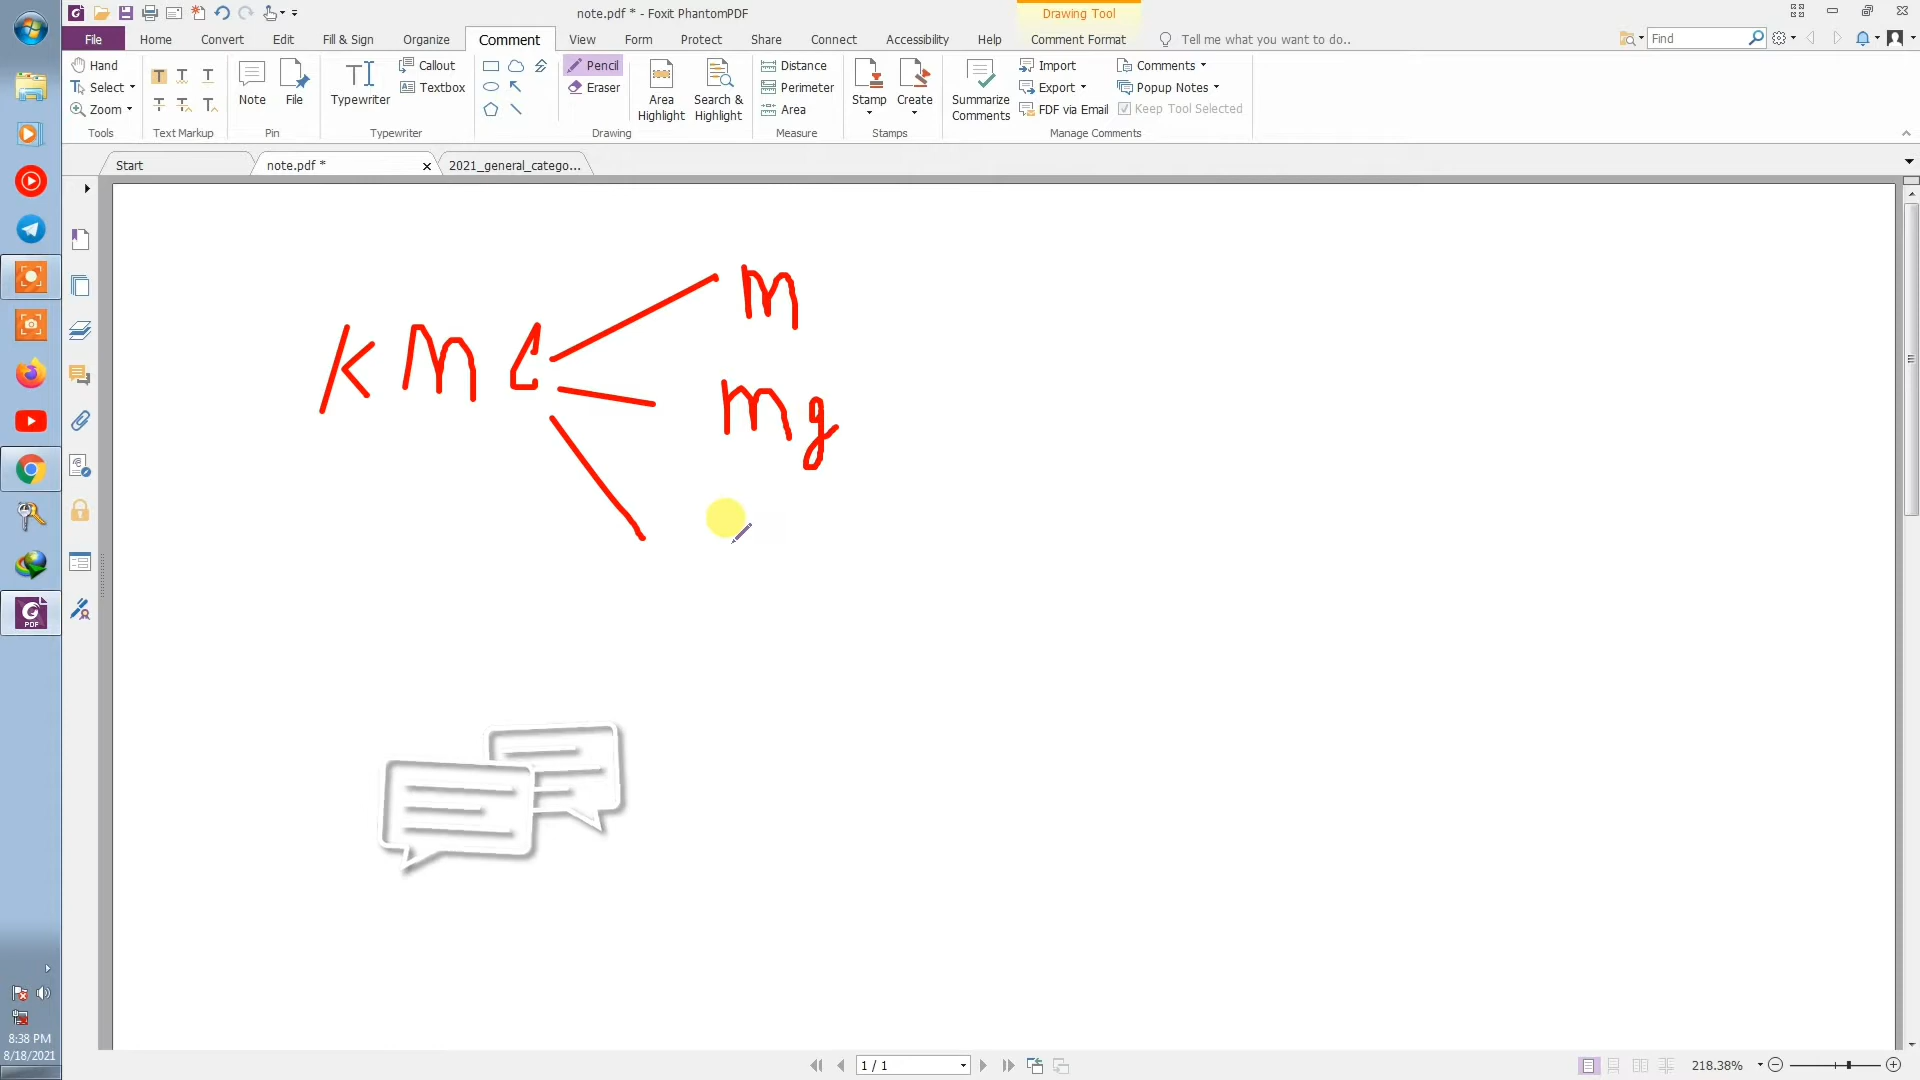 note.pdf * - Foxit PhantomPDF
Drawing Tool
File Home Convert Edit Fill & Sign Organize Comment View Form Protect Share Connect Accessibility Help Comment Format Tell me what you want to do.. Find
Hand
Select
Zoom
Tools
Text Markup
Note
File
Pin
Typewriter
Callout
Textbox
Typewriter
Pencil
Eraser
Area Highlight
Search & Highlight
Drawing
Distance
Perimeter
Area
Measure
Stamp
Create
Stamps
Summarize Comments
Import
Export
FDF via Email
Comments
Popup Notes
Keep Tool Selected
Manage Comments
Start
note.pdf *
2021_general_catego...
m
K M C
mg
PDF
8:38 PM
8/18/2021
1 / 1
218.38%